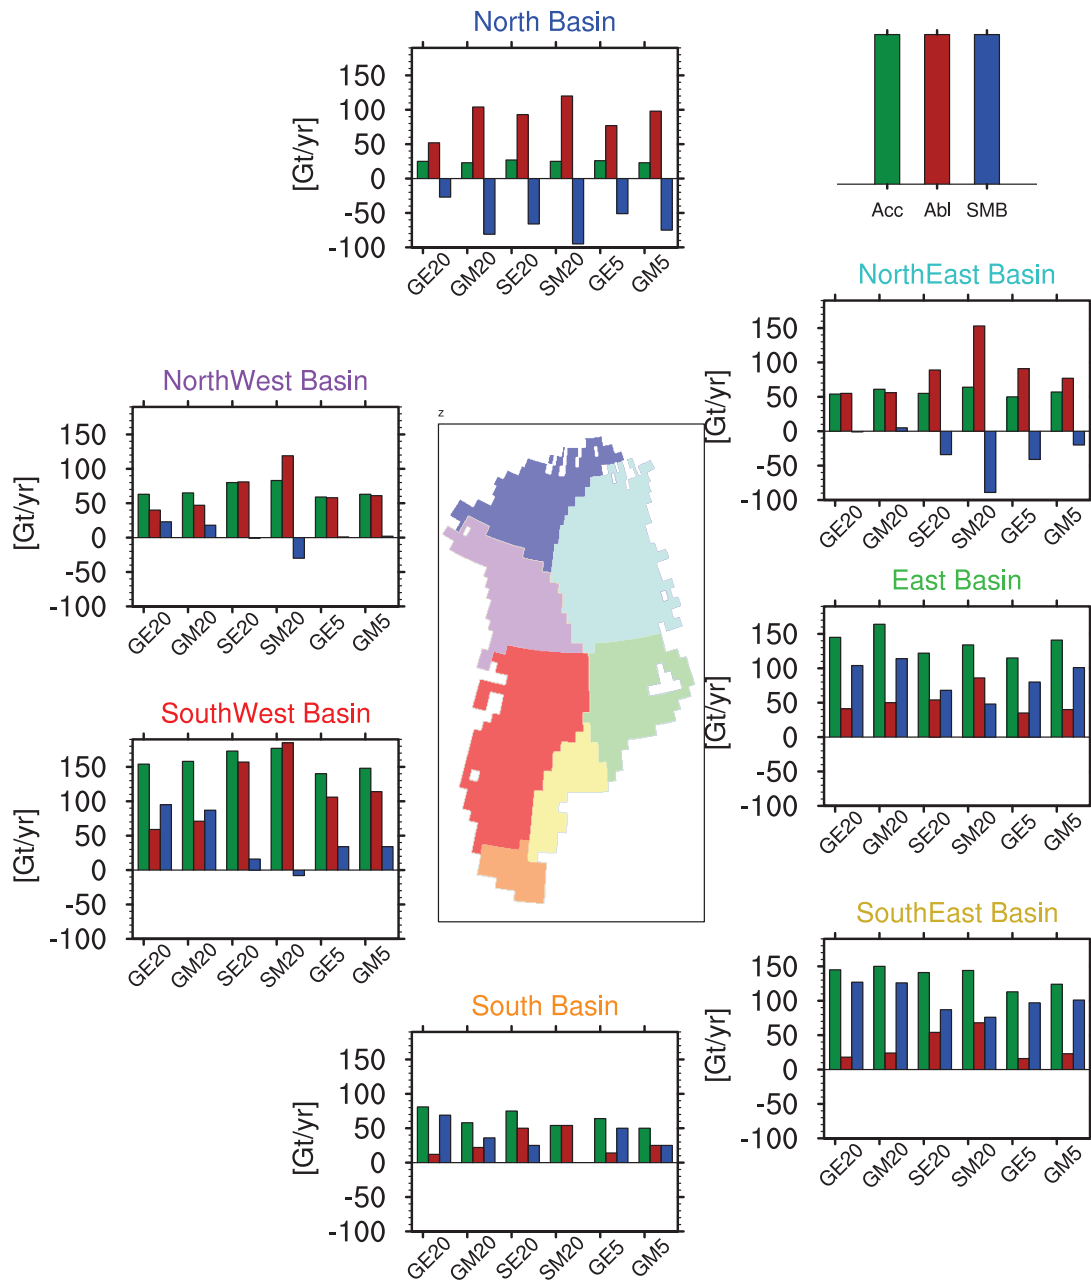 North Basin
[Gt/yr]
150
100
50
0
-50
-100
GE20 GM20 SE20 SM20 GE5 GM5
Acc Abl SMB
NorthEast Basin
[Gt/yr]
150
100
50
0
-50
-100
GE20 GM20 SE20 SM20 GE5 GM5
NorthWest Basin
[Gt/yr]
150
100
50
0
-50
-100
GE20 GM20 SE20 SM20 GE5 GM5
z
East Basin
[Gt/yr]
150
100
50
0
-50
-100
GE20 GM20 SE20 SM20 GE5 GM5
SouthWest Basin
[Gt/yr]
150
100
50
0
-50
-100
GE20 GM20 SE20 SM20 GE5 GM5
SouthEast Basin
[Gt/yr]
150
100
50
0
-50
-100
GE20 GM20 SE20 SM20 GE5 GM5
South Basin
[Gt/yr]
150
100
50
0
-50
-100
GE20 GM20 SE20 SM20 GE5 GM5